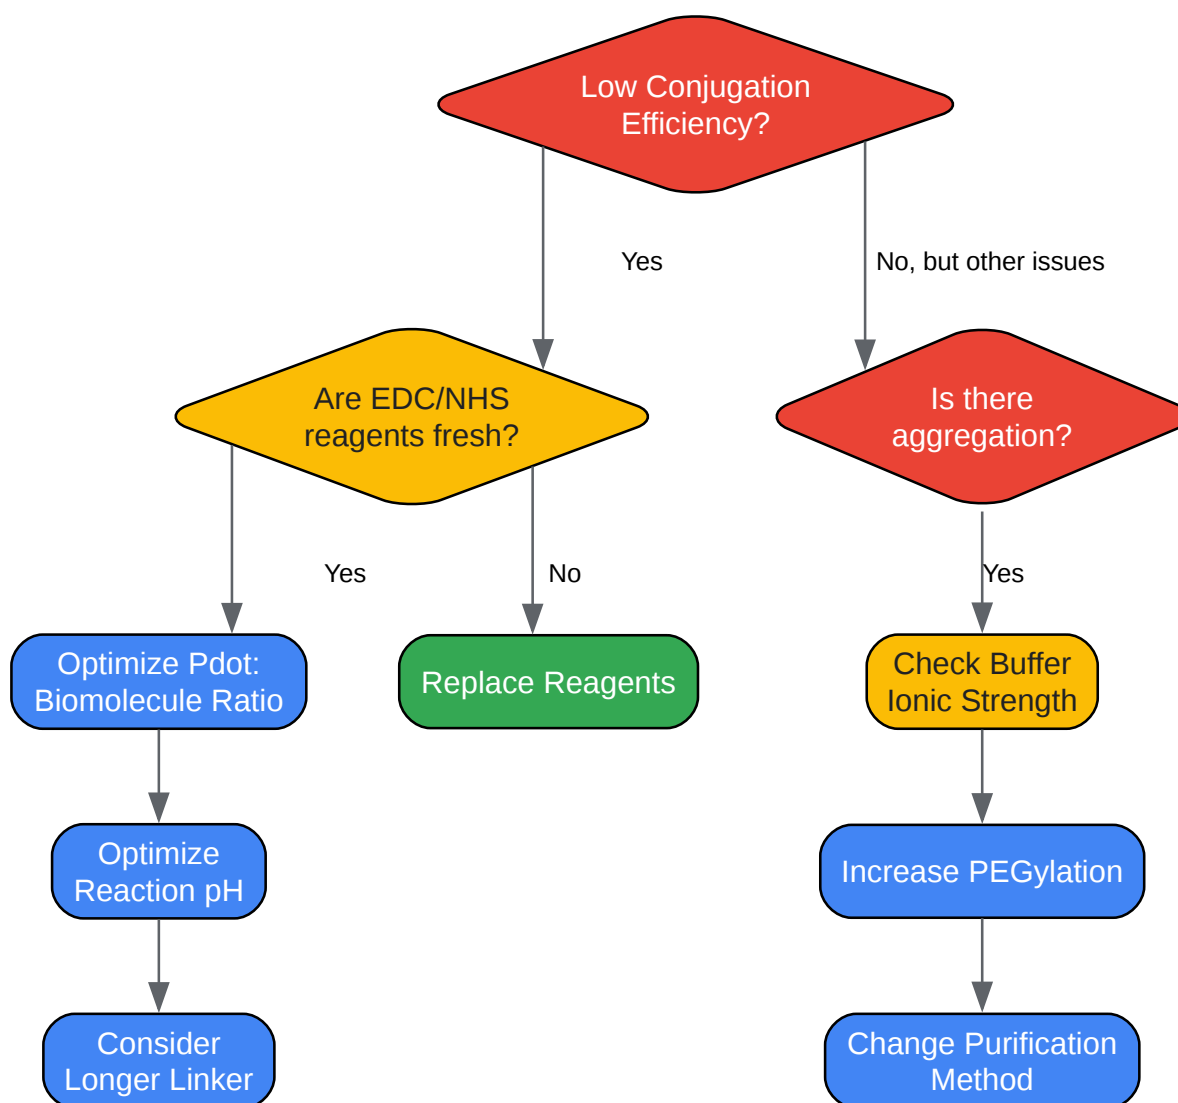 Low Conjugation
Efficiency?
Yes
No, but other issues
Are EDC/NHS
reagents fresh?
Is there
aggregation?
Yes
No
Yes
Optimize Pdot:
Biomolecule Ratio
Replace Reagents
Check Buffer
Ionic Strength
Optimize
Reaction pH
Increase PEGylation
Consider
Longer Linker
Change Purification
Method